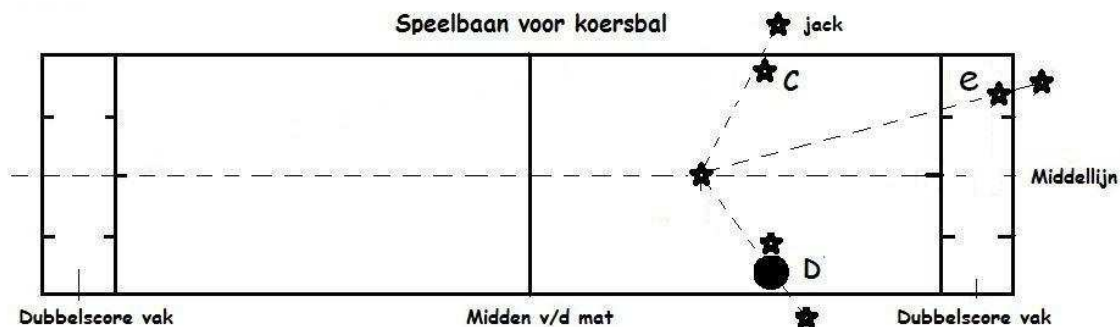 Speelbaan voor koersbal
jack
C
e
Middellijn
D
Dubbelscore vak
Midden v/d mat
Dubbelscore vak